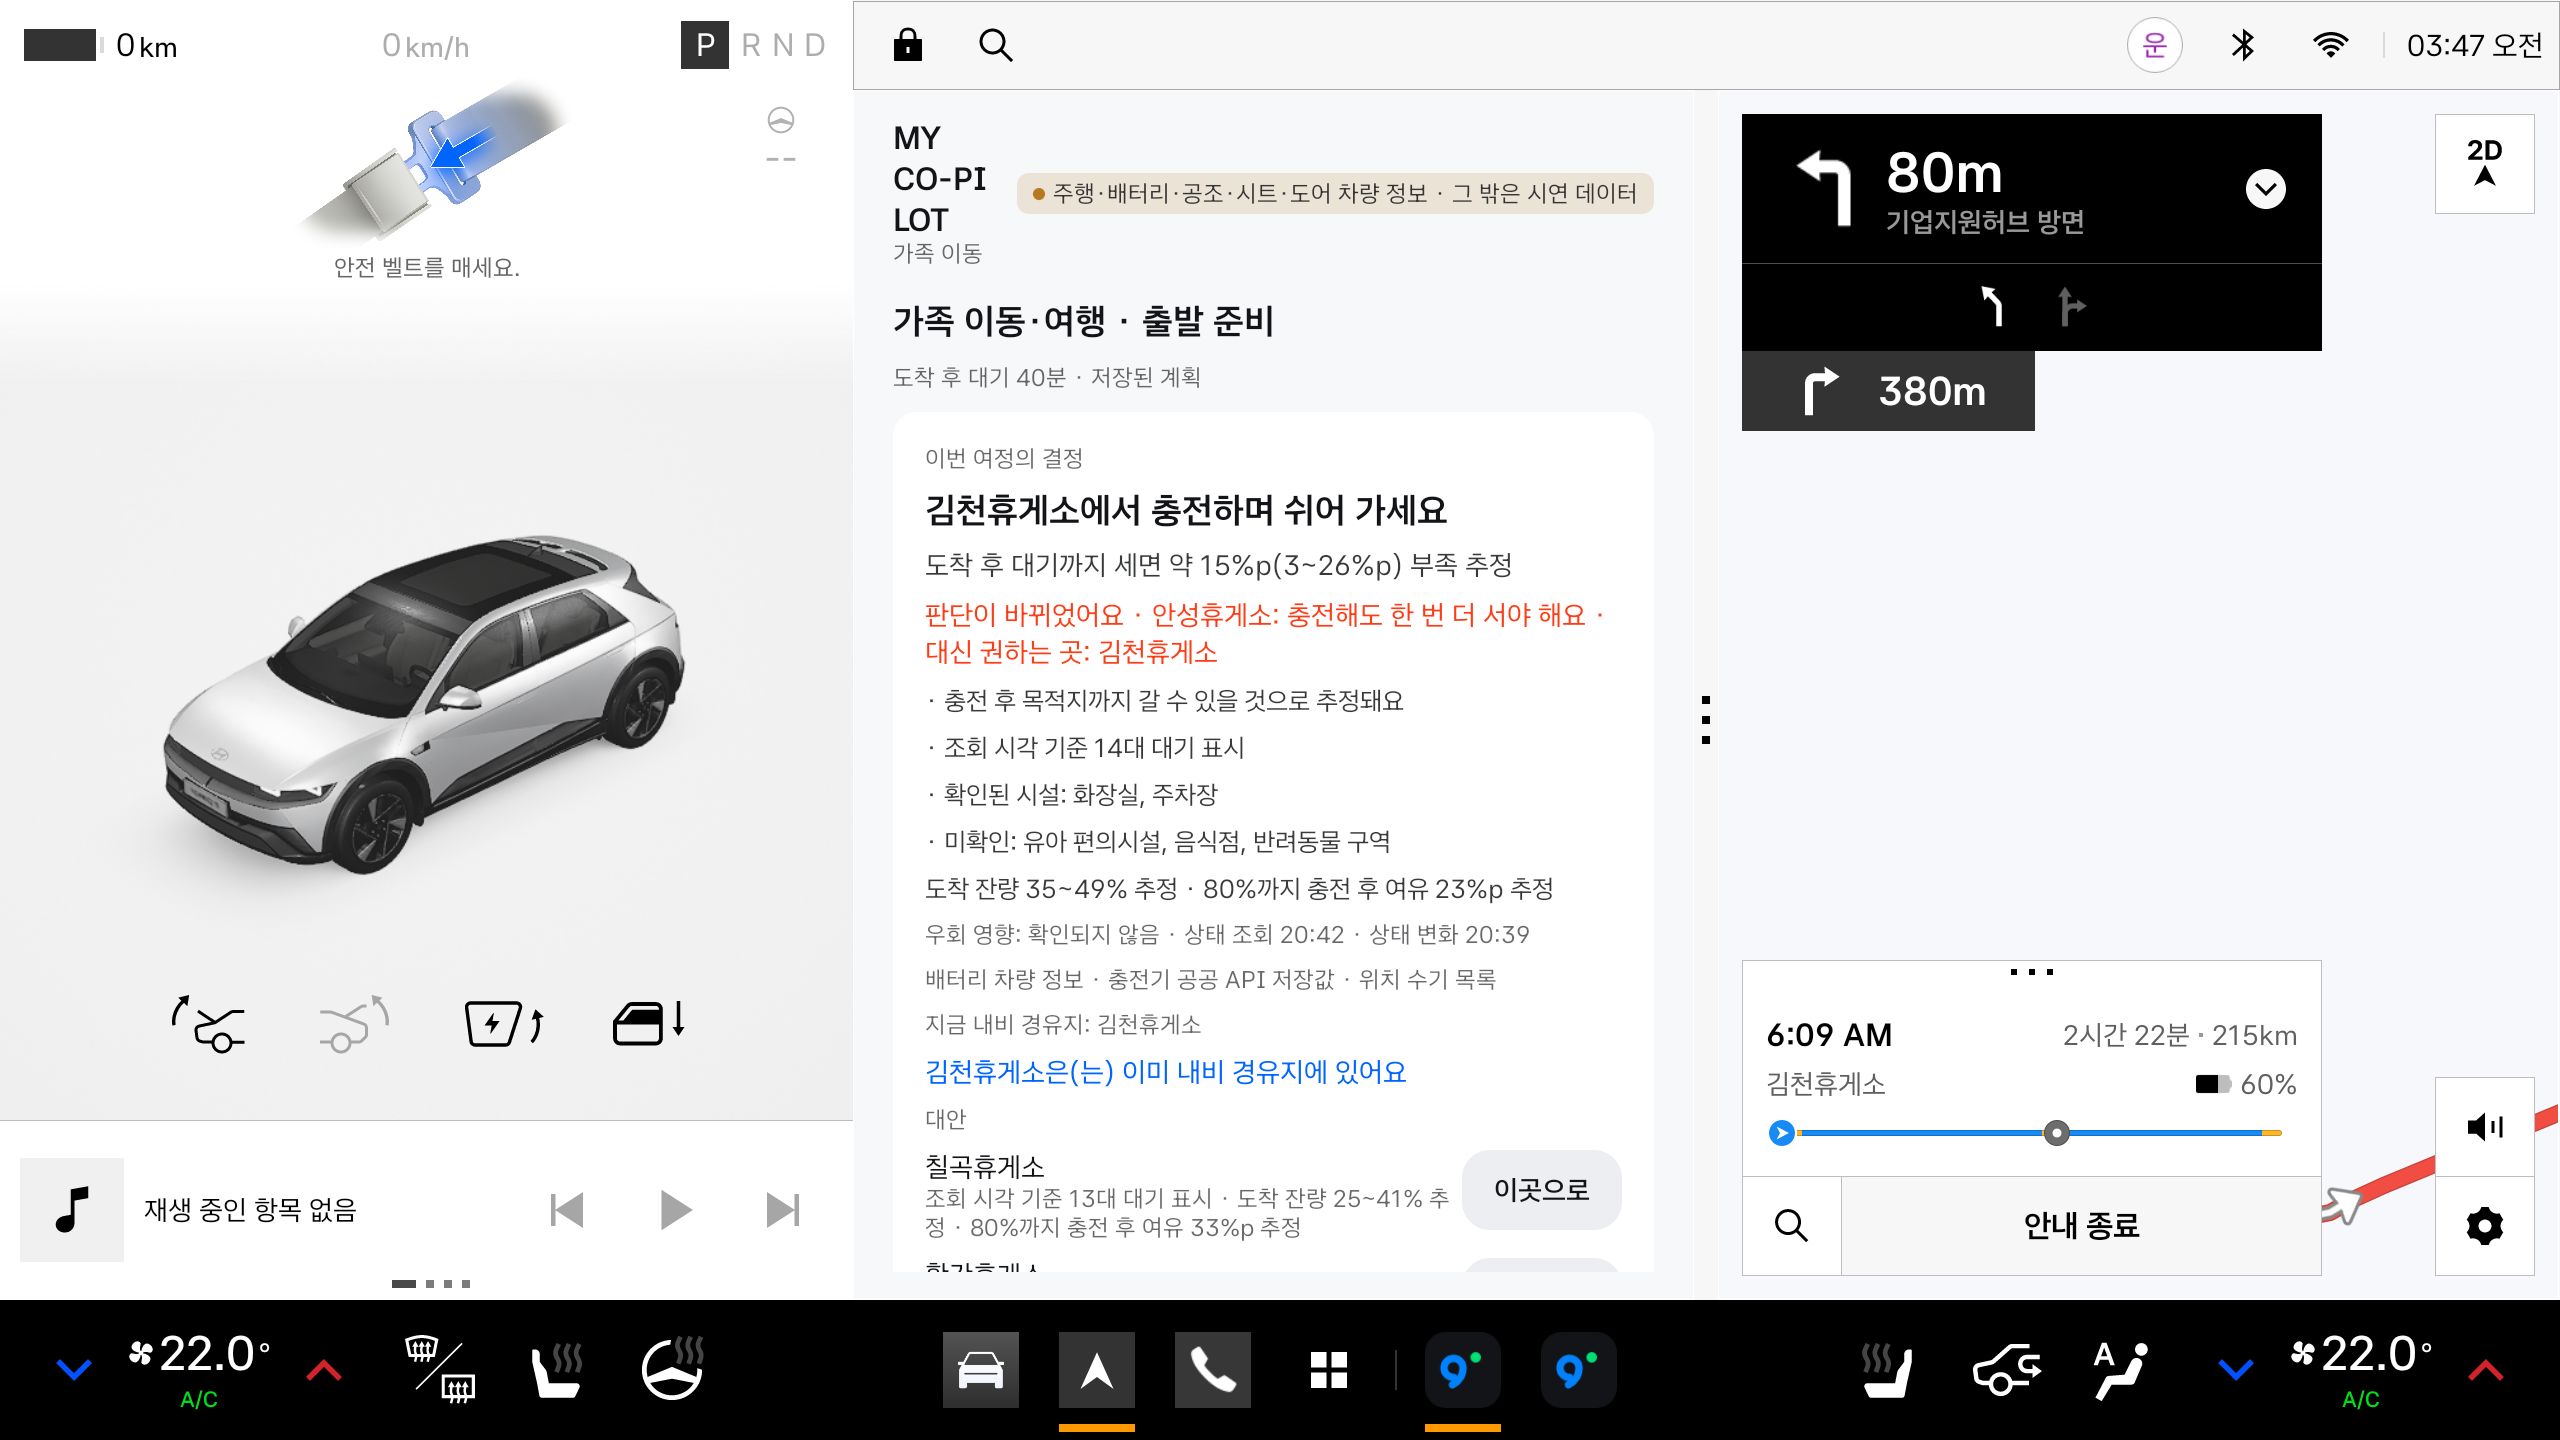 0 km
0 km/h
P R N D
안전 벨트를 매세요.
재생 중인 항목 없음
운
03:47 오전
MY
CO-PI
LOT
가족 이동
주행·배터리·공조·시트·도어 차량 정보 · 그 밖은 시연 데이터
가족 이동·여행 · 출발 준비
도착 후 대기 40분 · 저장된 계획
이번 여정의 결정
김천휴게소에서 충전하며 쉬어 가세요
도착 후 대기까지 세면 약 15%p(3~26%p) 부족 추정
판단이 바뀌었어요 · 안성휴게소: 충전해도 한 번 더 서야 해요 ·
대신 권하는 곳: 김천휴게소
· 충전 후 목적지까지 갈 수 있을 것으로 추정돼요
· 조회 시각 기준 14대 대기 표시
· 확인된 시설: 화장실, 주차장
· 미확인: 유아 편의시설, 음식점, 반려동물 구역
도착 잔량 35~49% 추정 · 80%까지 충전 후 여유 23%p 추정
우회 영향: 확인되지 않음 · 상태 조회 20:42 · 상태 변화 20:39
배터리 차량 정보 · 충전기 공공 API 저장값 · 위치 수기 목록
지금 내비 경유지: 김천휴게소
김천휴게소은(는) 이미 내비 경유지에 있어요
대안
칠곡휴게소
조회 시각 기준 13대 대기 표시 · 도착 잔량 25~41% 추
정 · 80%까지 충전 후 여유 33%p 추정
이곳으로
80m
기업지원허브 방면
380m
2D
6:09 AM
2시간 22분 · 215km
김천휴게소
60%
안내 종료
22.0°
A/C
A
22.0°
A/C